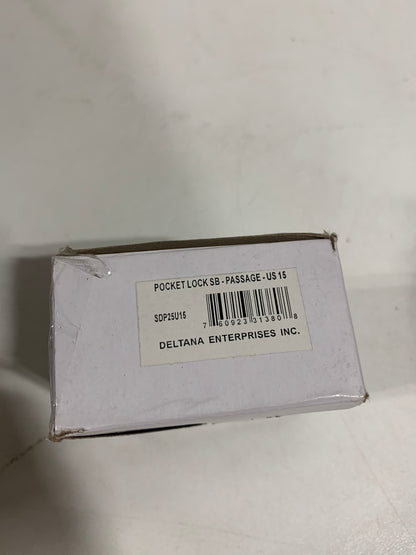 POCKET LOCK SB - PASSAGE - US 15
SDP25U15
7 60923 31380 8
DELTANA ENTERPRISES INC.